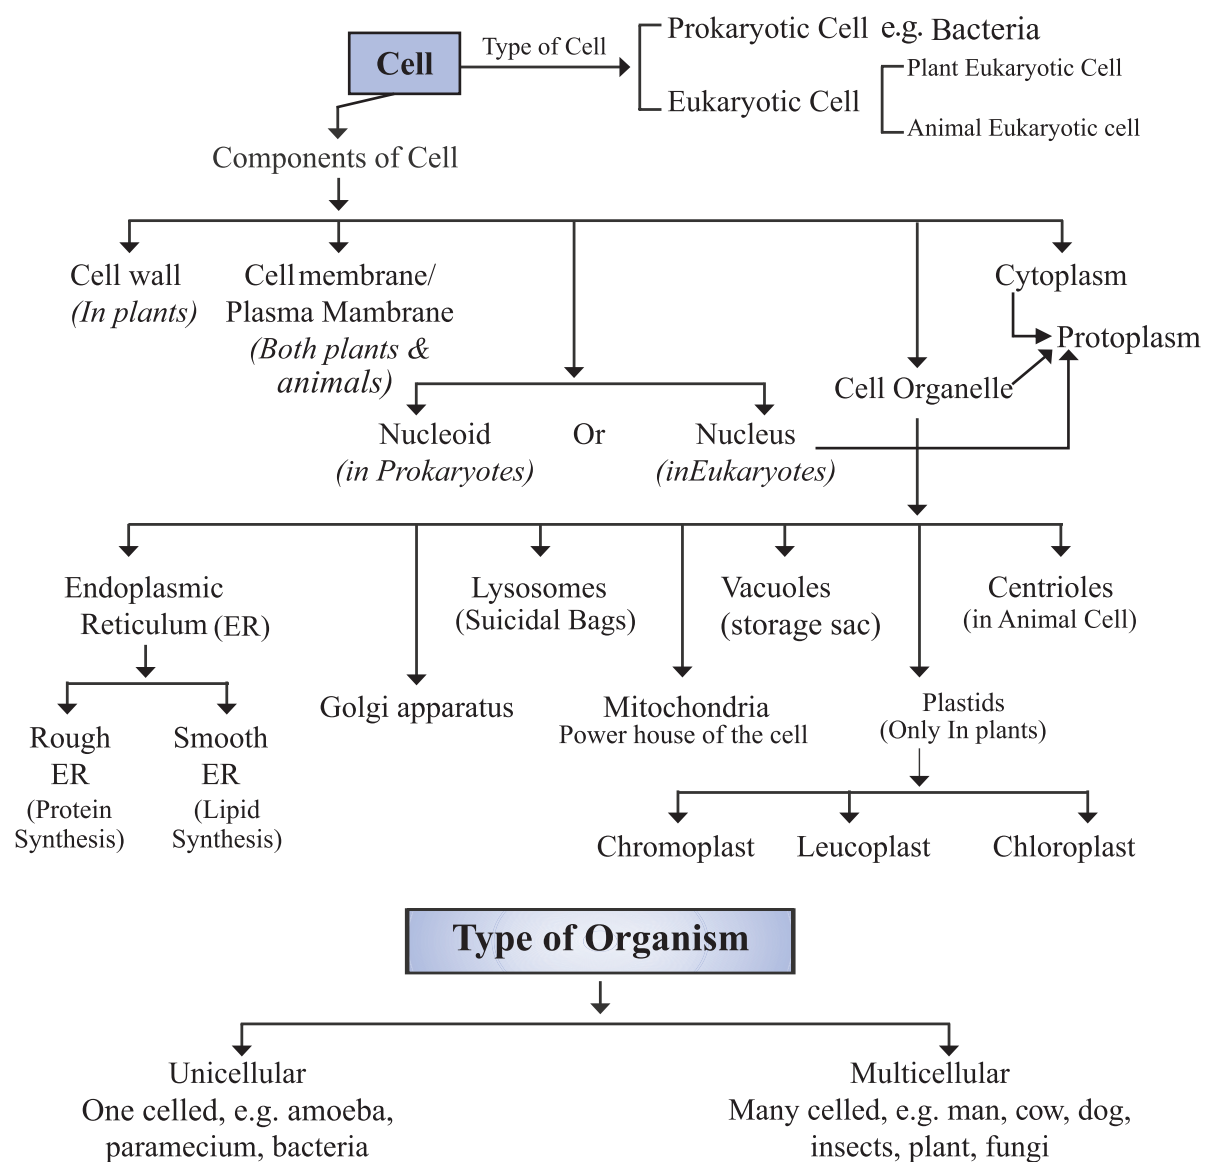 Cell
Type of Cell
Prokaryotic Cell e.g. Bacteria
Eukaryotic Cell
Plant Eukaryotic Cell
Animal Eukaryotic cell
Components of Cell
Cell wall
(In plants)
Cell membrane/
Plasma Mambrane
(Both plants &
animals)
Nucleoid
(in Prokaryotes)
Or
Nucleus
(inEukaryotes)
Cell Organelle
Cytoplasm
Protoplasm
Endoplasmic
Reticulum (ER)
Rough
ER
(Protein
Synthesis)
Smooth
ER
(Lipid
Synthesis)
Golgi apparatus
Lysosomes
(Suicidal Bags)
Mitochondria
Power house of the cell
Vacuoles
(storage sac)
Plastids
(Only In plants)
Chromoplast
Leucoplast
Chloroplast
Centrioles
(in Animal Cell)
Type of Organism
Unicellular
One celled, e.g. amoeba,
paramecium, bacteria
Multicellular
Many celled, e.g. man, cow, dog,
insects, plant, fungi